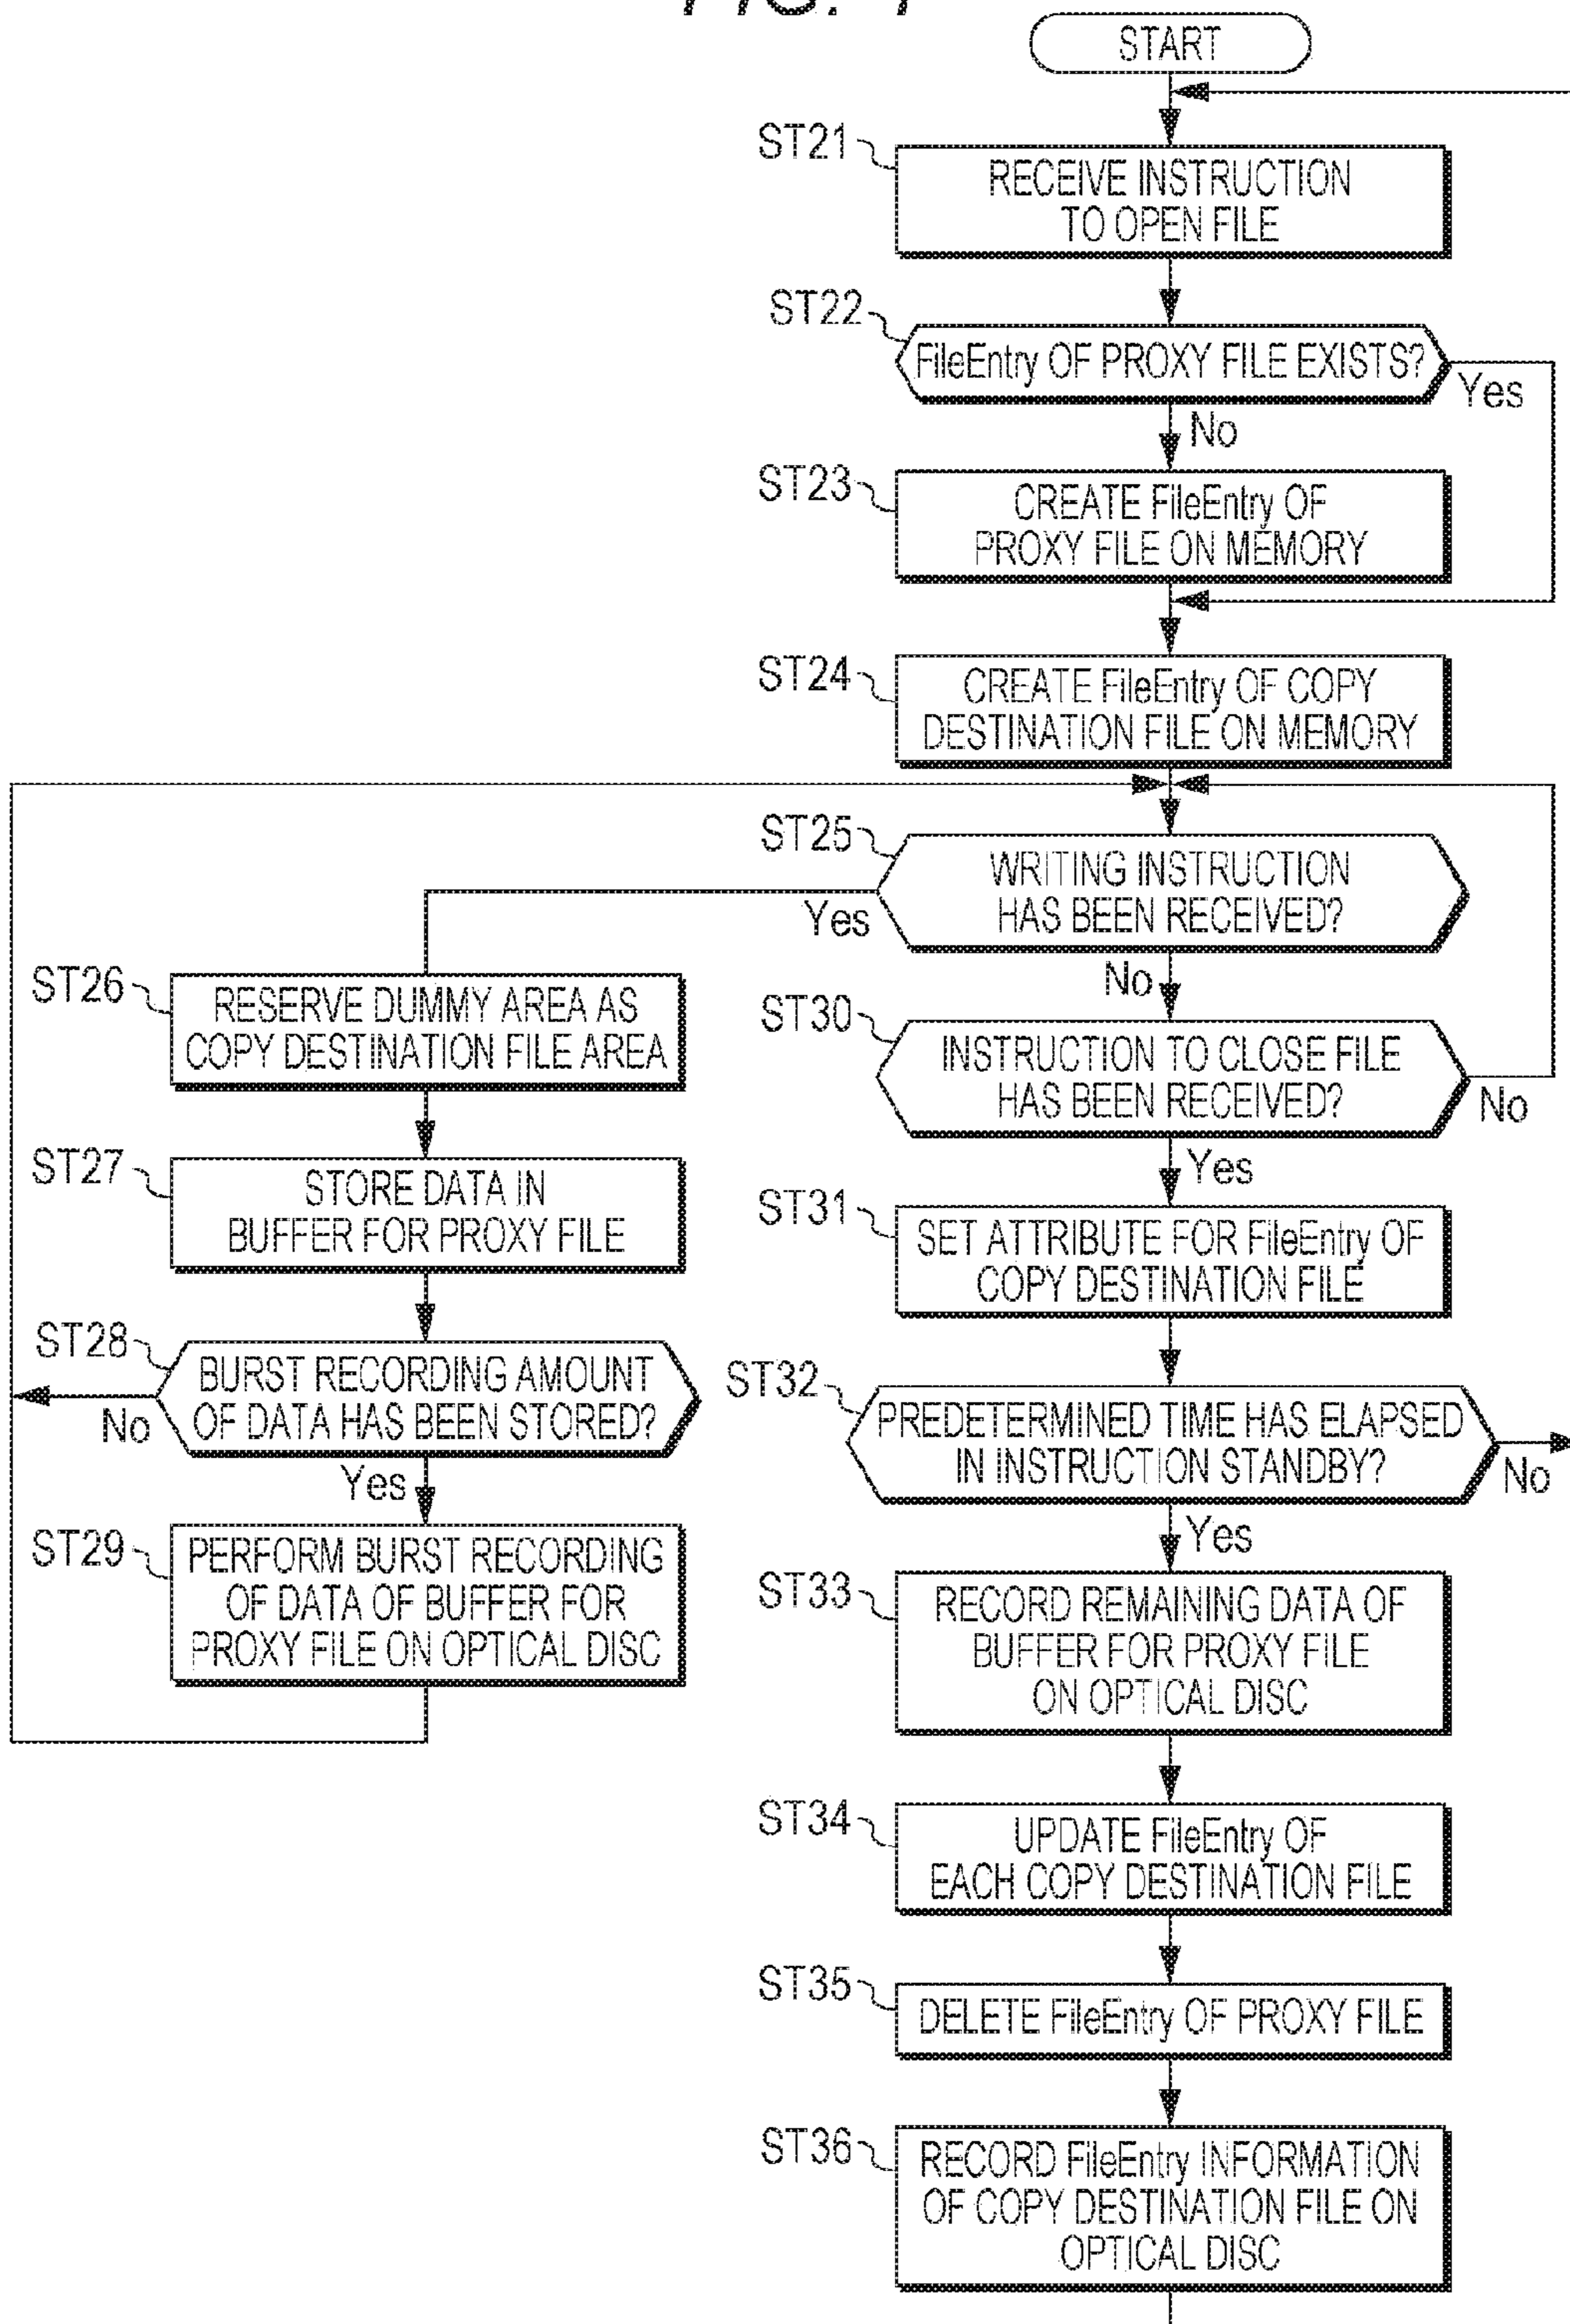 START
ST21
RECEIVE INSTRUCTION
TO OPEN FILE
ST22
FileEntry OF PROXY FILE EXISTS?
Yes
No
ST23
CREATE FileEntry OF
PROXY FILE ON MEMORY
ST24
CREATE FileEntry OF COPY
DESTINATION FILE ON MEMORY
ST25
WRITING INSTRUCTION
HAS BEEN RECEIVED?
Yes
No
ST26
RESERVE DUMMY AREA AS
COPY DESTINATION FILE AREA
ST27
STORE DATA IN
BUFFER FOR PROXY FILE
ST28
BURST RECORDING AMOUNT
OF DATA HAS BEEN STORED?
No
Yes
ST29
PERFORM BURST RECORDING
OF DATA OF BUFFER FOR
PROXY FILE ON OPTICAL DISC
ST30
INSTRUCTION TO CLOSE FILE
HAS BEEN RECEIVED?
No
Yes
ST31
SET ATTRIBUTE FOR FileEntry OF
COPY DESTINATION FILE
ST32
PREDETERMINED TIME HAS ELAPSED
IN INSTRUCTION STANDBY?
No
Yes
ST33
RECORD REMAINING DATA OF
BUFFER FOR PROXY FILE
ON OPTICAL DISC
ST34
UPDATE FileEntry OF
EACH COPY DESTINATION FILE
ST35
DELETE FileEntry OF PROXY FILE
ST36
RECORD FileEntry INFORMATION
OF COPY DESTINATION FILE ON
OPTICAL DISC